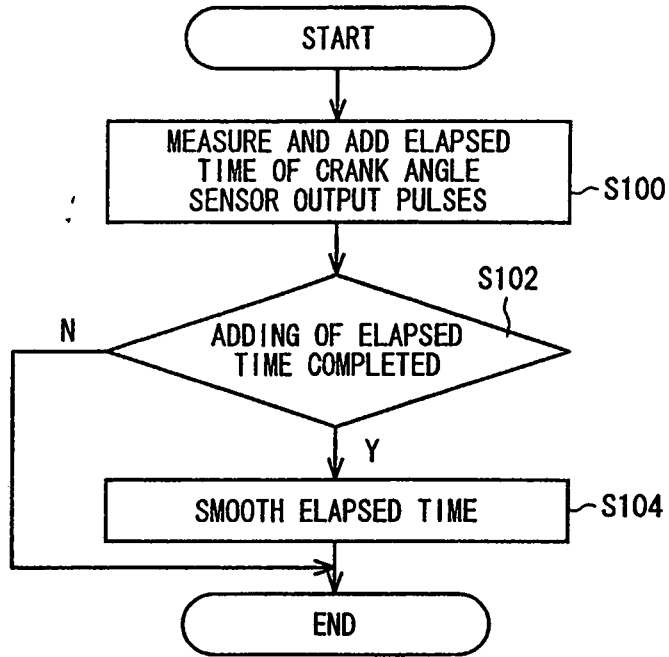 START
MEASURE AND ADD ELAPSED
TIME OF CRANK ANGLE
SENSOR OUTPUT PULSES
S100
S102
N
ADDING OF ELAPSED
TIME COMPLETED
Y
SMOOTH ELAPSED TIME
S104
END